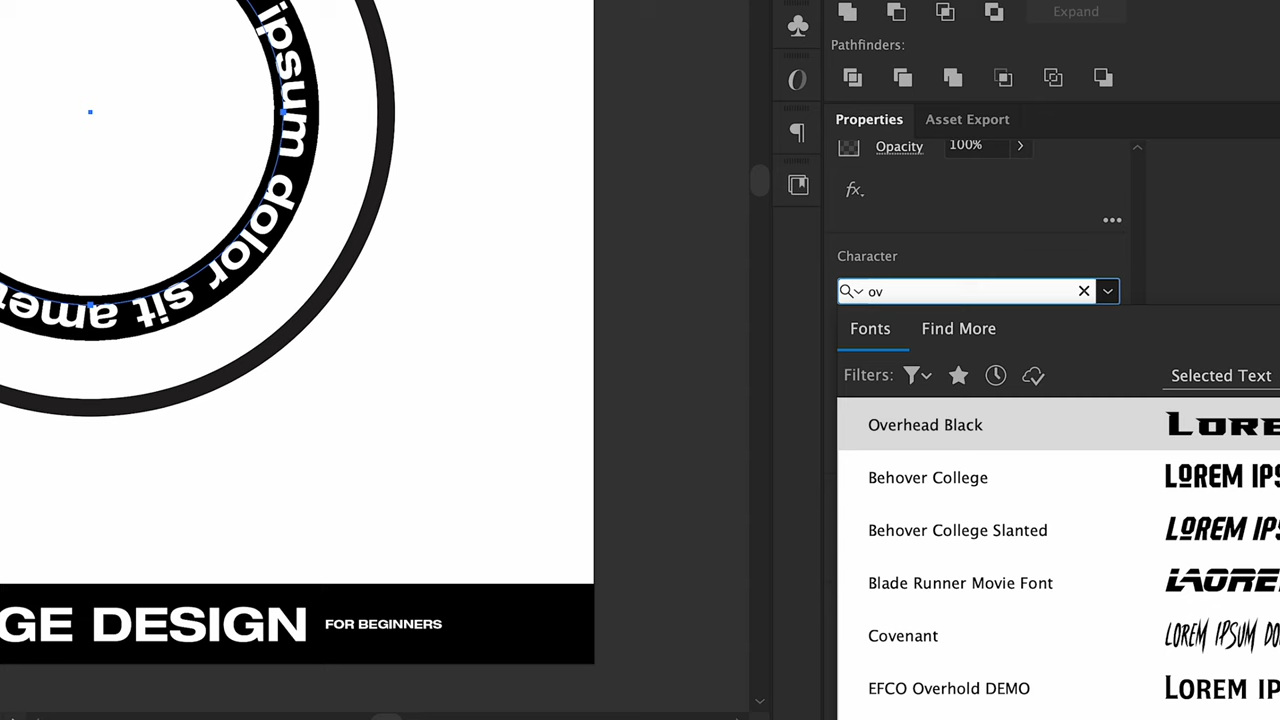 ipsum dolor sit amet
Expand
Pathfinders:
Properties Asset Export
Opacity 100%
fx.
Character
ov
Fonts Find More
Filters: Selected Text
Overhead Black LORE
Behover College LOREM IPS
Behover College Slanted LOREM IPS
Blade Runner Movie Font LOREM
Covenant LOREM IPSUM DO
EFCO Overhold DEMO LOREM IP
GE DESIGN FOR BEGINNERS